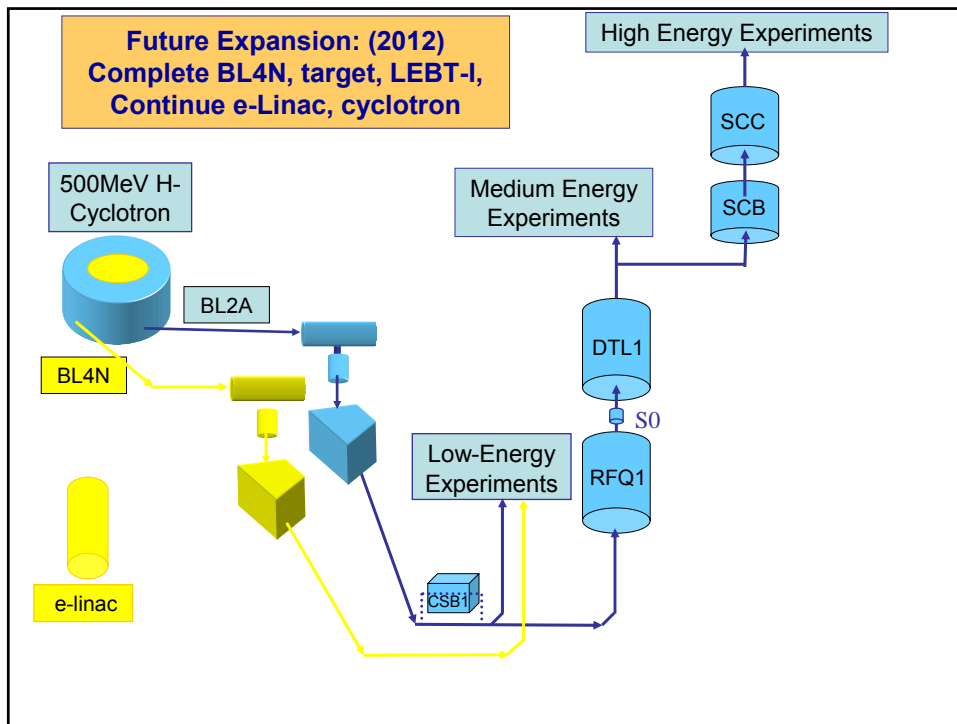 Future Expansion: (2012)
Complete BL4N, target, LEBT-I,
Continue e-Linac, cyclotron
High Energy Experiments
SCC
SCB
500MeV H-
Cyclotron
Medium Energy
Experiments
BL2A
BL4N
DTL1
S0
Low-Energy
Experiments
RFQ1
CSB1
e-linac